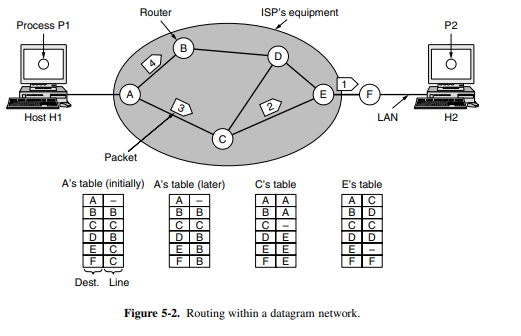 Router
ISP's equipment
Process P1
P2
B
D
4
A
3
2
E
1
F
C
Host H1
LAN
H2
Packet
A's table (initially) A's table (later) C's table E's table
A – A – A A A C
B B B B B A B D
C C C C C – C C
D B D B D E D D
E C E B E E E –
F C F B F E F F
Dest. Line
Figure 5-2. Routing within a datagram network.